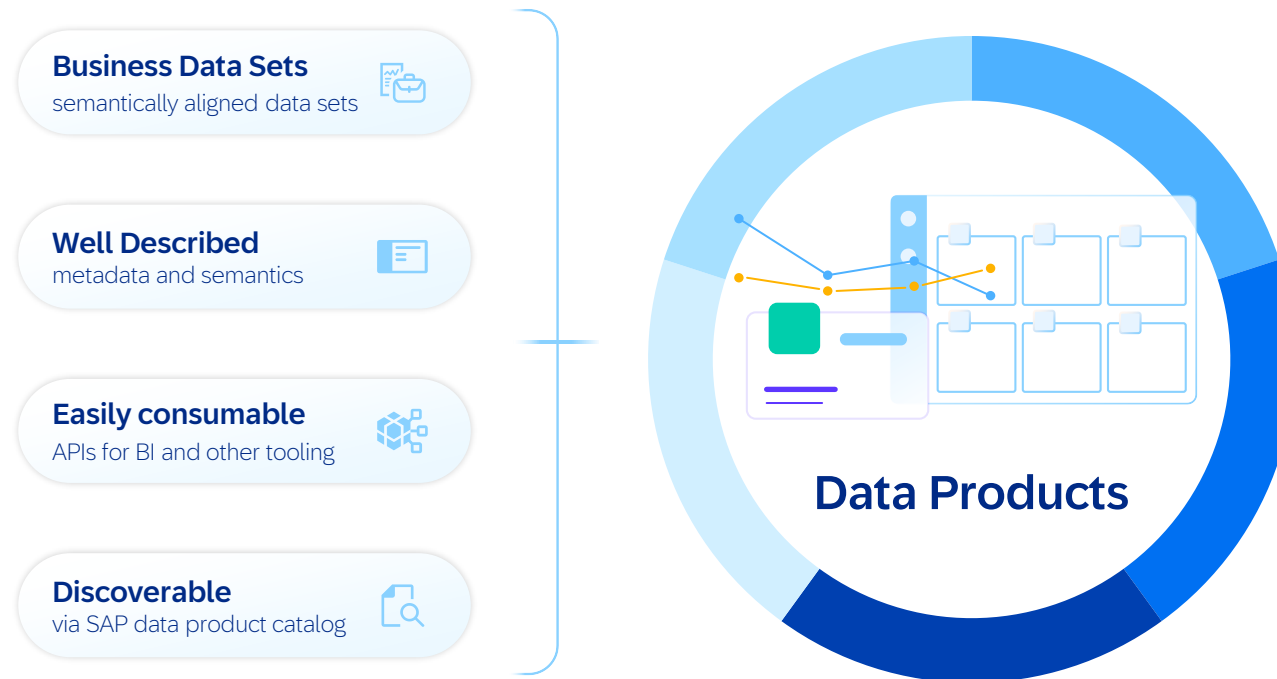 Business Data Sets
semantically aligned data sets
Well Described
metadata and semantics
Easily consumable
APIs for BI and other tooling
Discoverable
via SAP data product catalog
Data Products